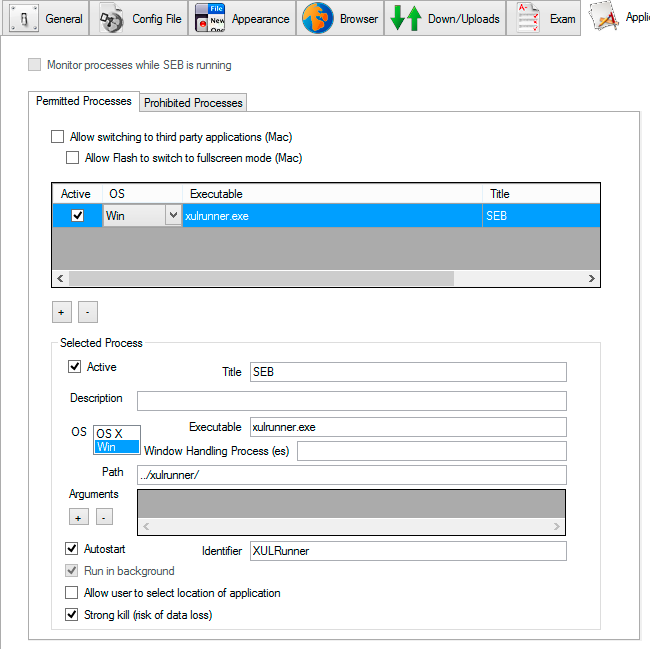 General Config File Appearance Browser Down/Uploads Exam Appli
File
New
Ope
Monitor processes while SEB is running
Permitted Processes Prohibited Processes
Allow switching to third party applications (Mac)
Allow Flash to switch to fullscreen mode (Mac)
Active OS Executable Title
Win xulrunner.exe SEB
+ -
Selected Process
Active Title SEB
Description
OS OS X Executable xulrunner.exe
Win Window Handling Process (es)
Path ../xulrunner/
Arguments
+ -
Autostart Identifier XULRunner
Run in background
Allow user to select location of application
Strong kill (risk of data loss)